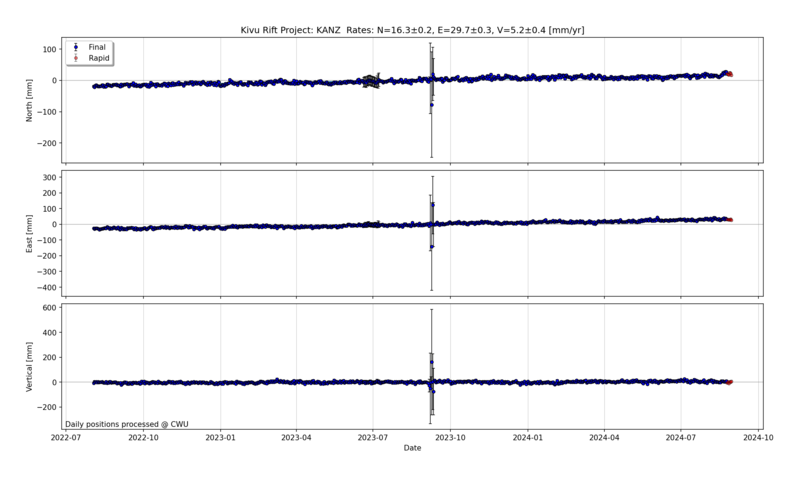 Kivu Rift Project: KANZ Rates: N=16.3±0.2, E=29.7±0.3, V=5.2±0.4 [mm/yr]
Final
Rapid
North [mm]
100
0
−100
−200
East [mm]
300
200
100
0
−100
−200
−300
−400
Vertical [mm]
600
400
200
0
−200
Daily positions processed @ CWU
2022-07 2022-10 2023-01 2023-04 2023-07 2023-10 2024-01 2024-04 2024-07 2024-10
Date